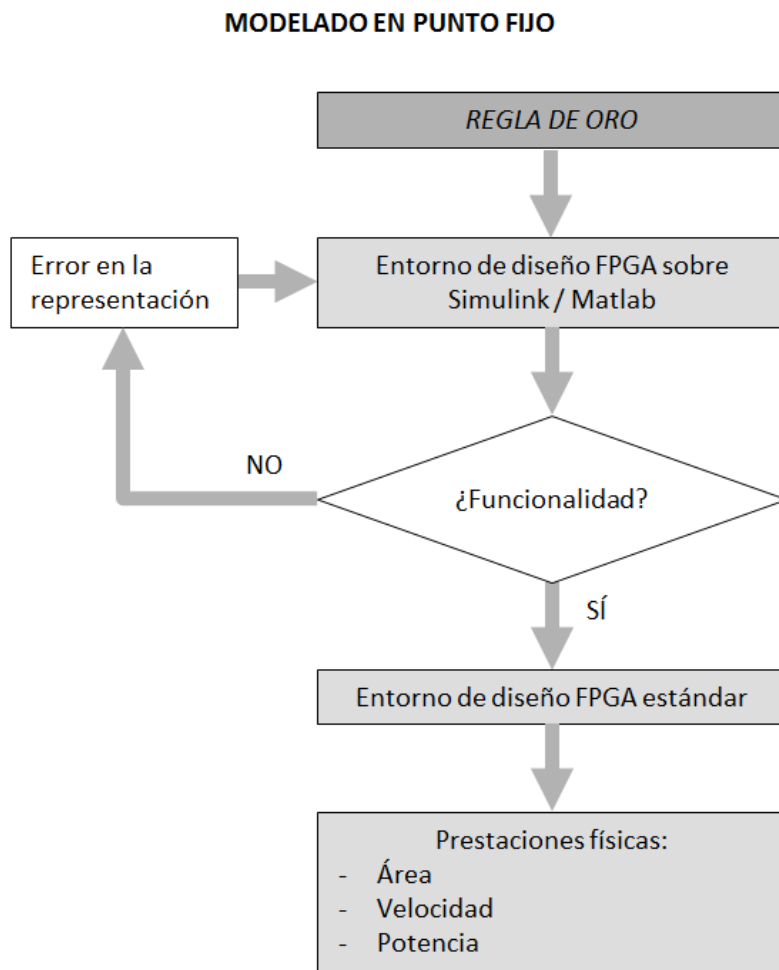 MODELADO EN PUNTO FIJO
REGLA DE ORO
Error en la
representación
Entorno de diseño FPGA sobre
Simulink / Matlab
NO
¿Funcionalidad?
SÍ
Entorno de diseño FPGA estándar
Prestaciones físicas:
- Área
- Velocidad
- Potencia